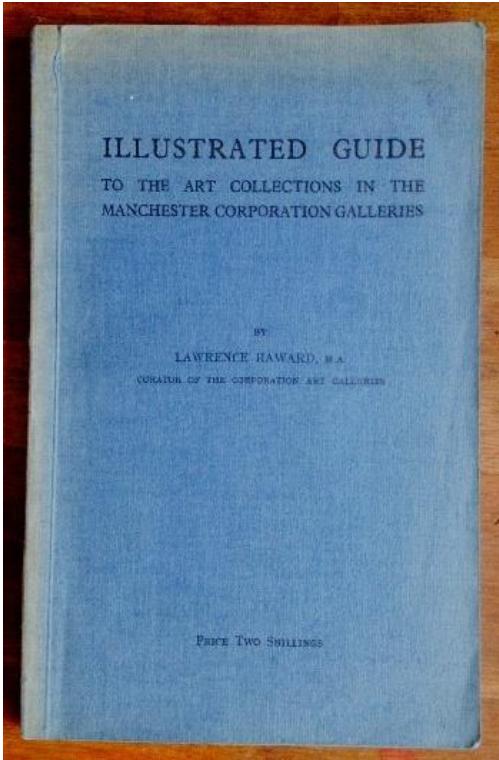 ILLUSTRATED GUIDE
TO THE ART COLLECTIONS IN THE
MANCHESTER CORPORATION GALLERIES
BY
LAWRENCE HAWARD, M.A.
CURATOR OF THE CORPORATION ART GALLERIES
PRICE TWO SHILLINGS